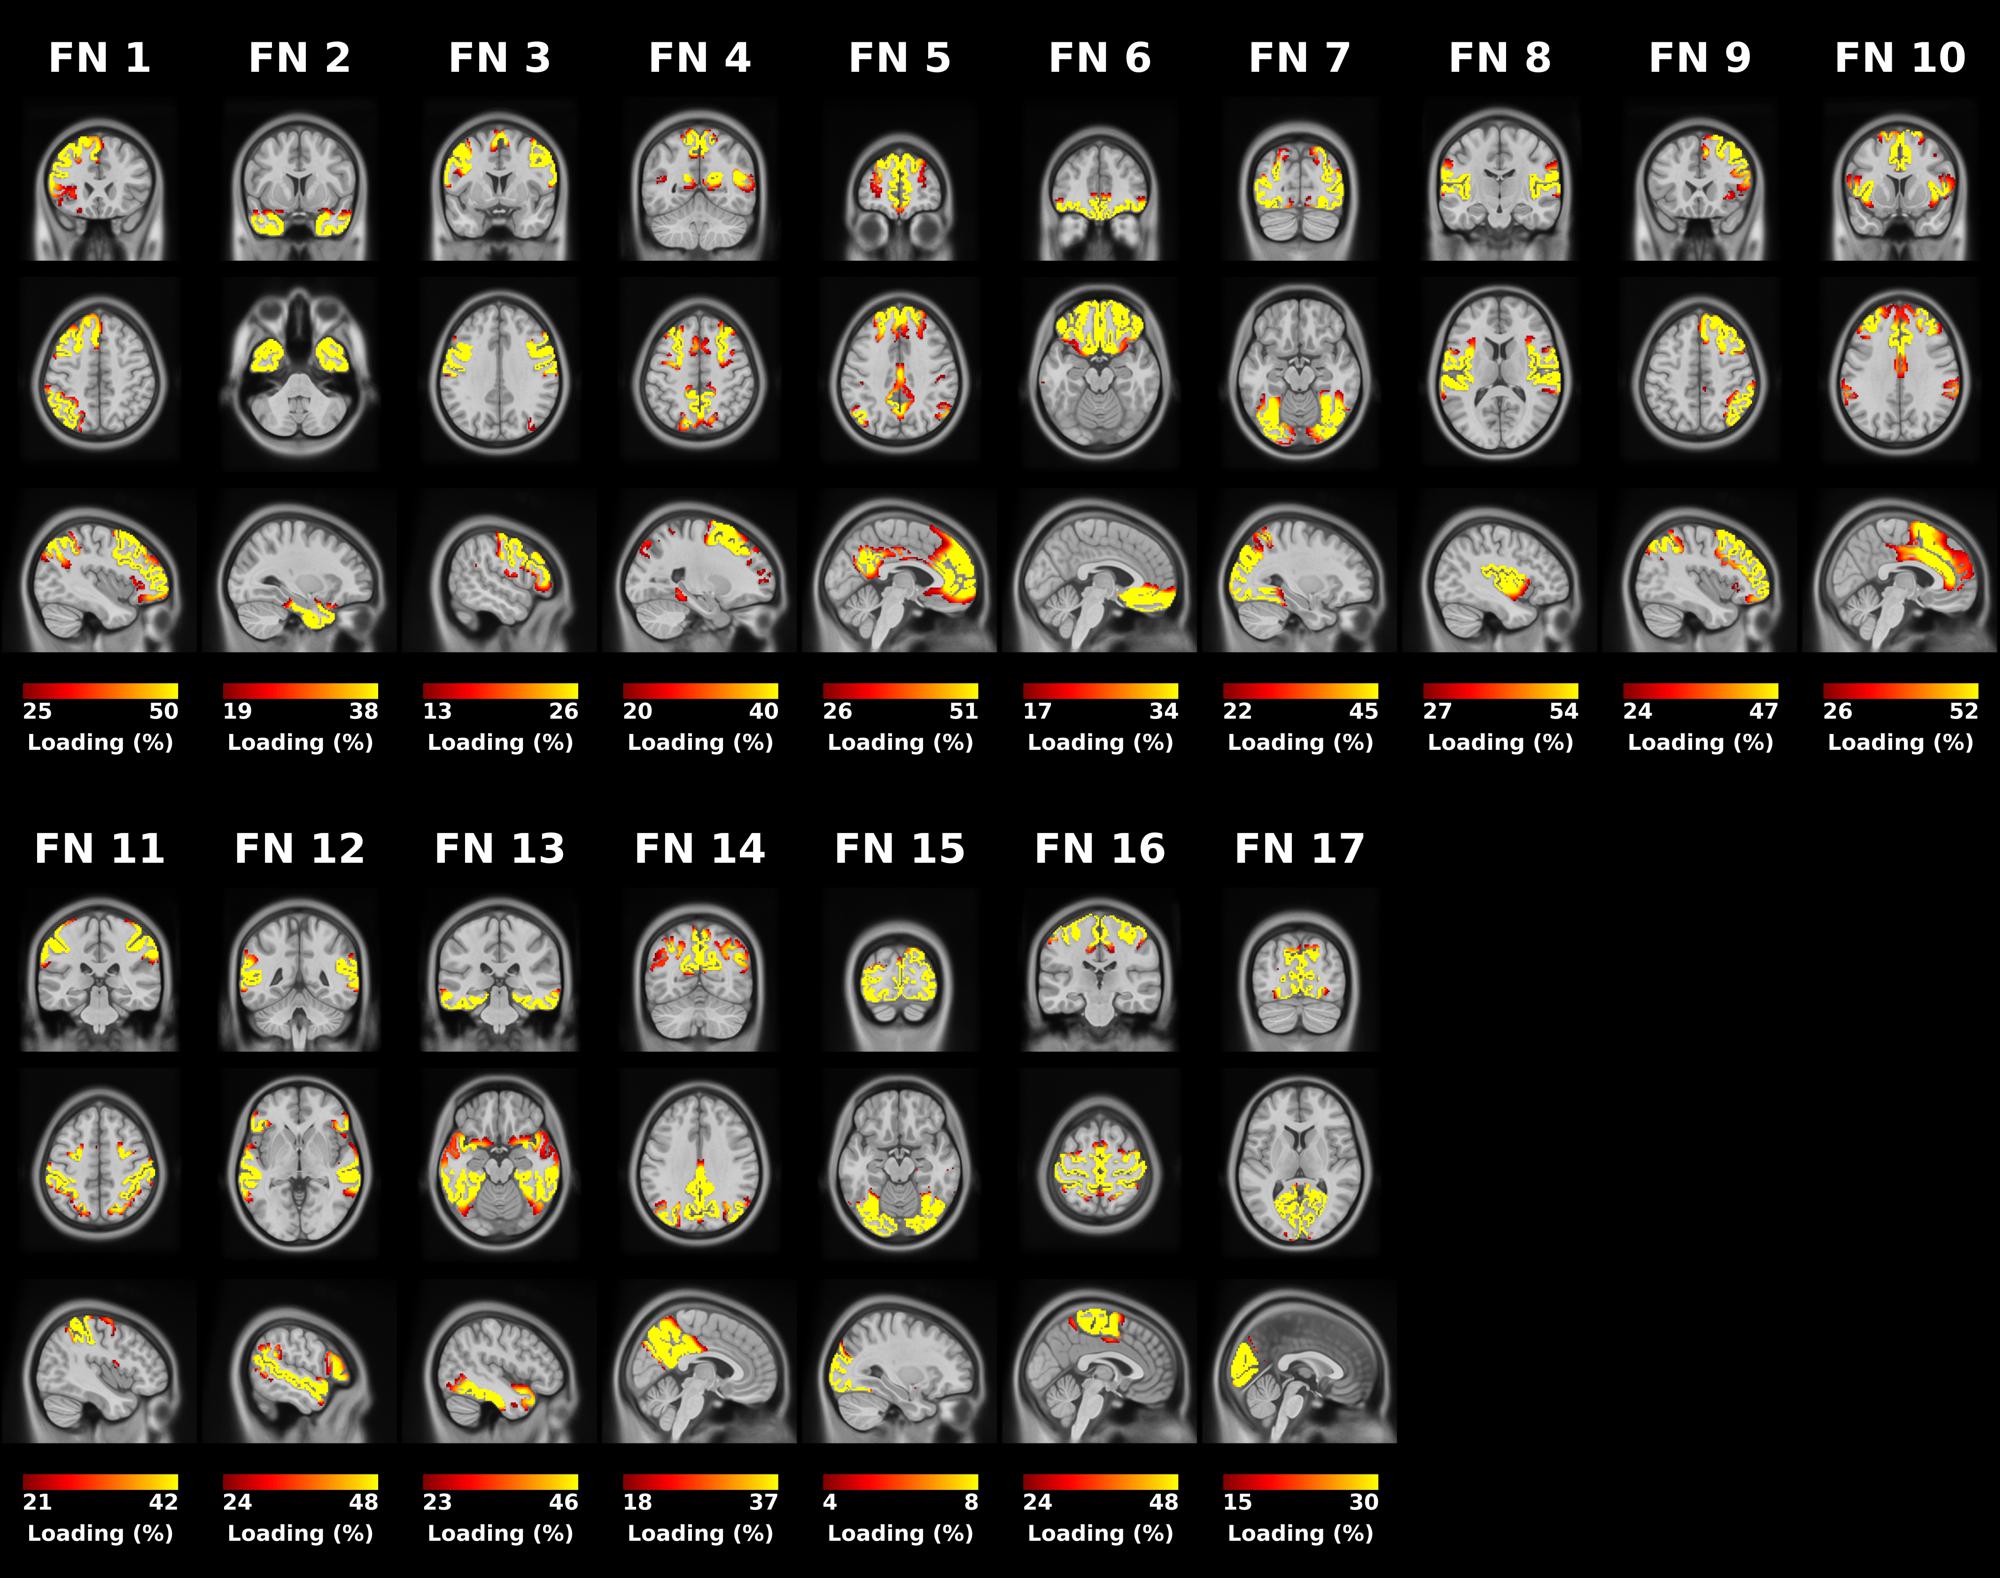 FN 1 FN 2 FN 3 FN 4 FN 5 FN 6 FN 7 FN 8 FN 9 FN 10
25 50 19 38 13 26 20 40 26 51 17 34 22 45 27 54 24 47 26 52
Loading (%) Loading (%) Loading (%) Loading (%) Loading (%) Loading (%) Loading (%) Loading (%) Loading (%) Loading (%)
FN 11 FN 12 FN 13 FN 14 FN 15 FN 16 FN 17
21 42 24 48 23 46 18 37 4 8 24 48 15 30
Loading (%) Loading (%) Loading (%) Loading (%) Loading (%) Loading (%) Loading (%)